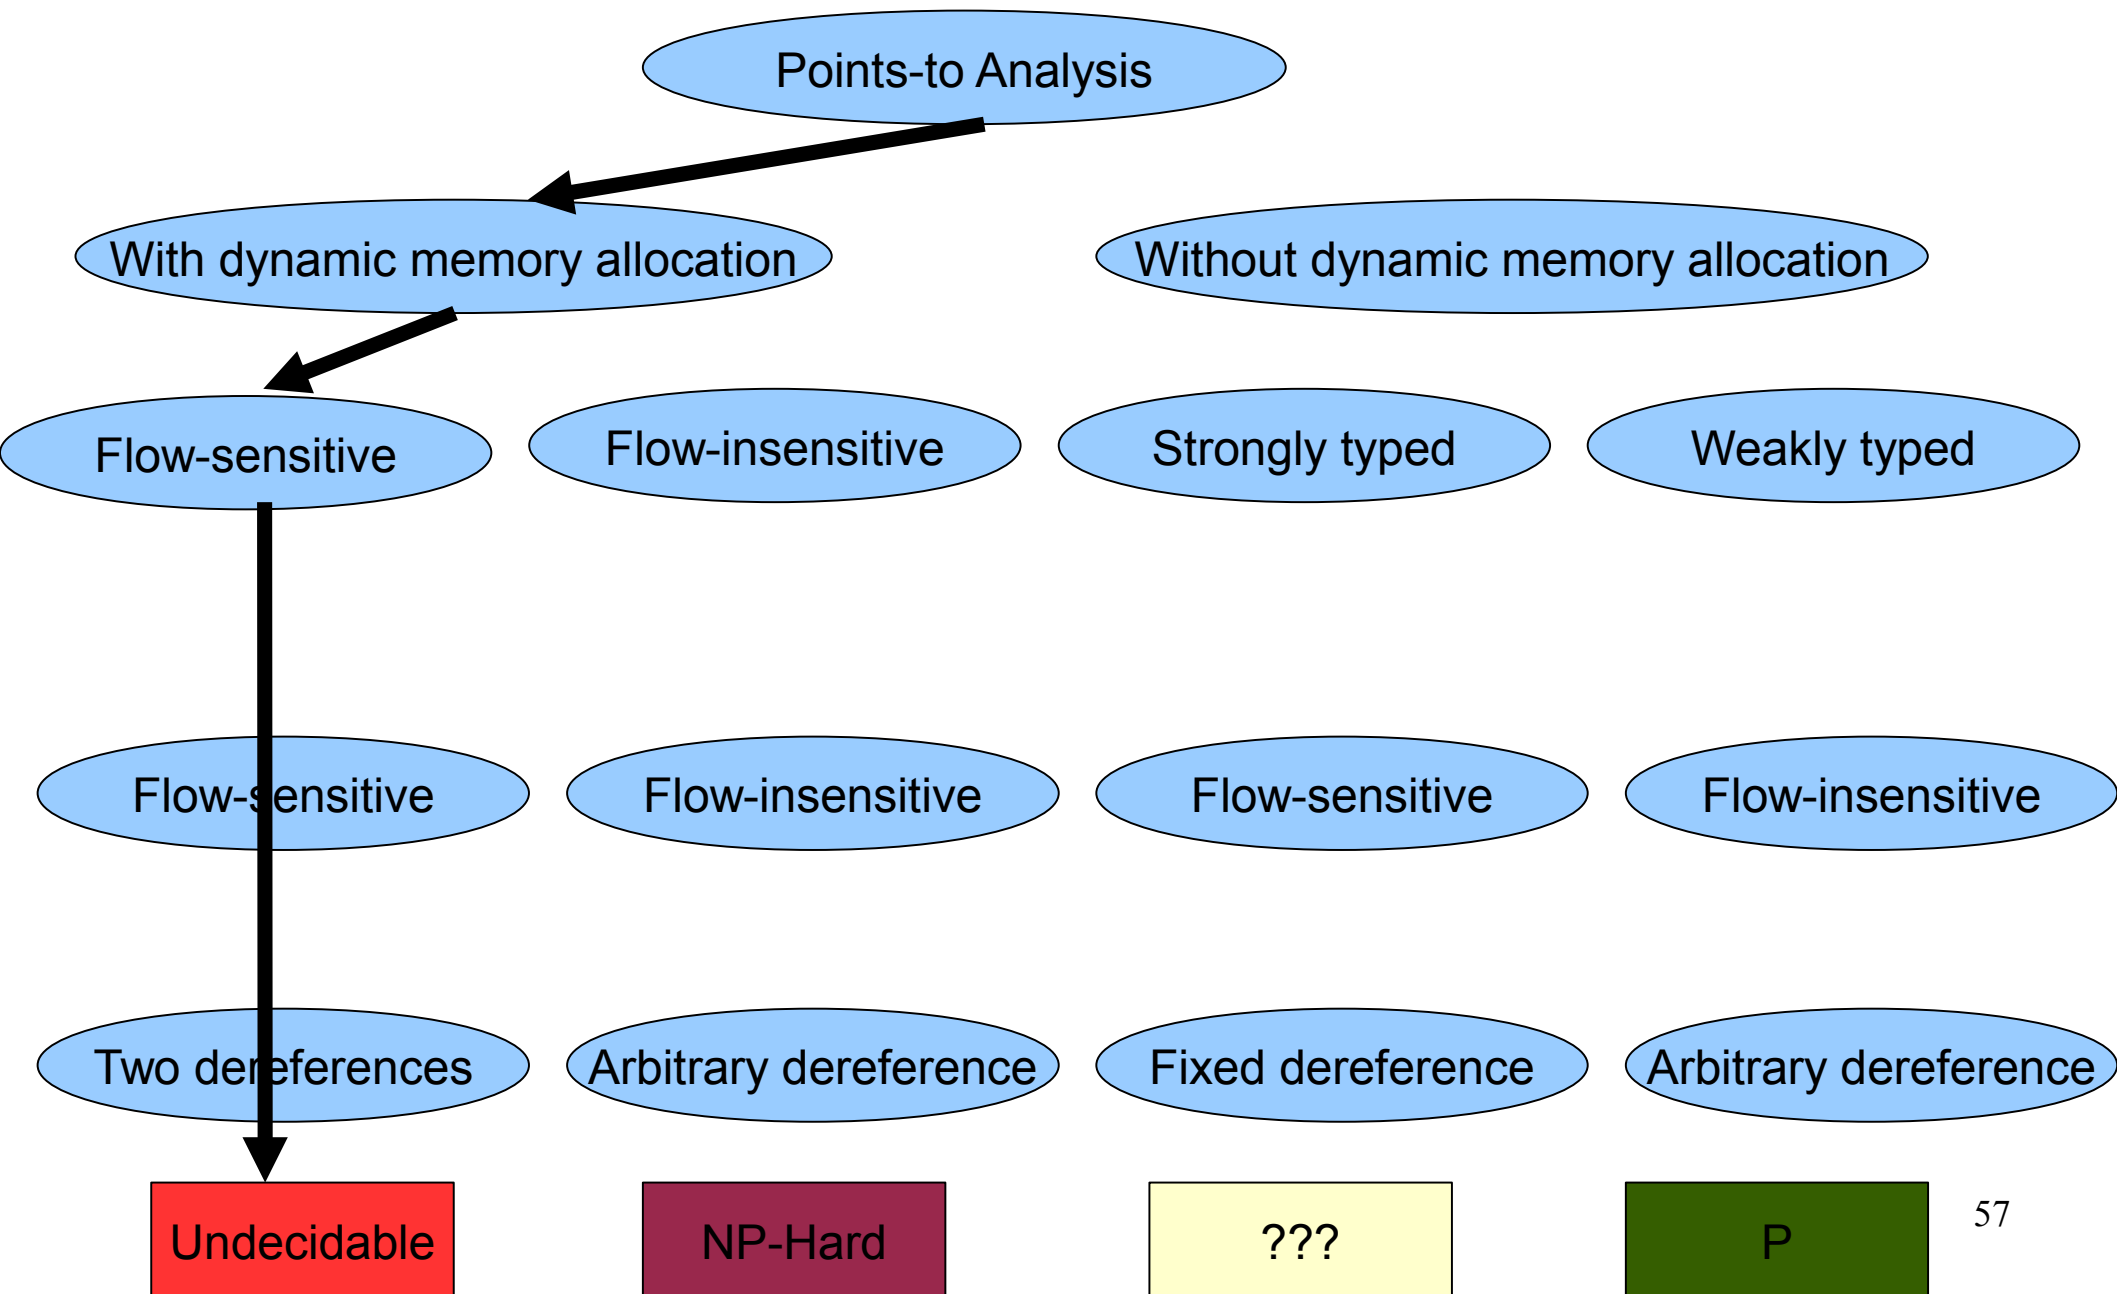 Points-to Analysis
With dynamic memory allocation
Without dynamic memory allocation
Flow-sensitive
Flow-insensitive
Strongly typed
Weakly typed
Flow-sensitive
Flow-insensitive
Flow-sensitive
Flow-insensitive
Two dereferences
Arbitrary dereference
Fixed dereference
Arbitrary dereference
Undecidable
NP-Hard
???
P
57